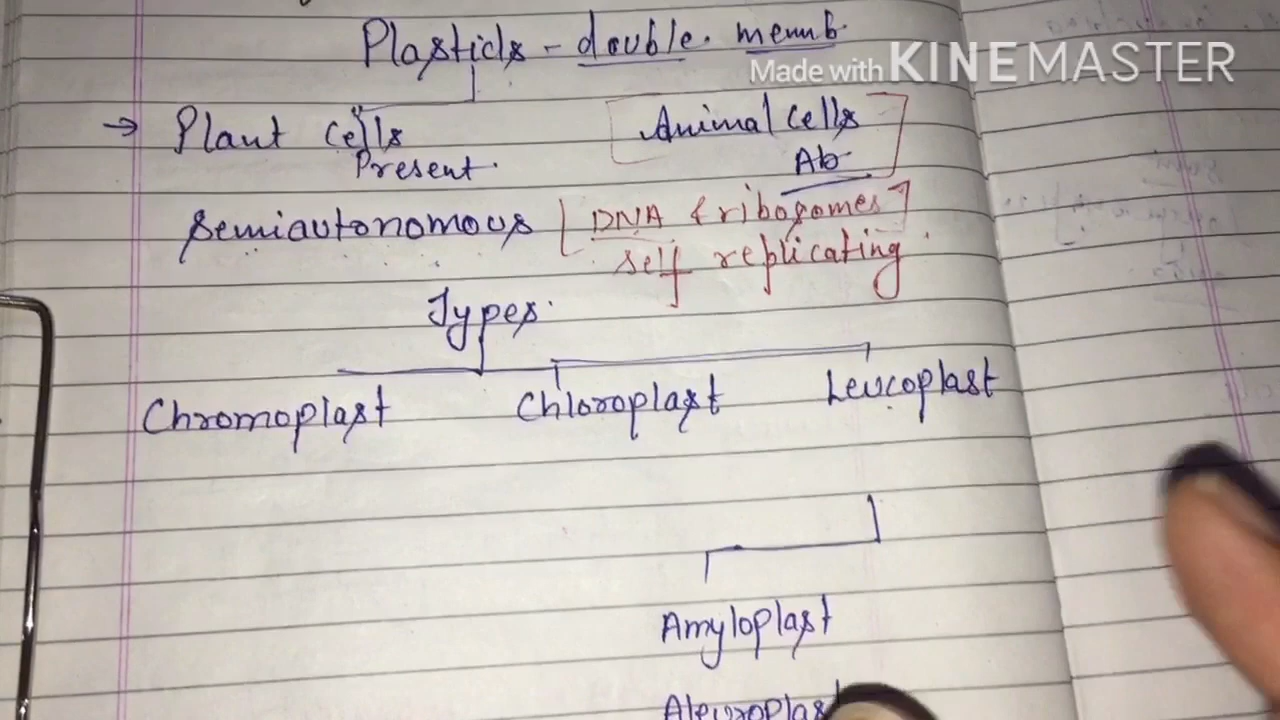 Plastids - double memb
Made with KINEMASTER
→ Plant cells Animal cells
Present Ab
Semiautonomous [DNA & ribosomes]
self replicating
Types
Chromoplast Chloroplast Leucoplast
Amyloplast
Aleuroplast